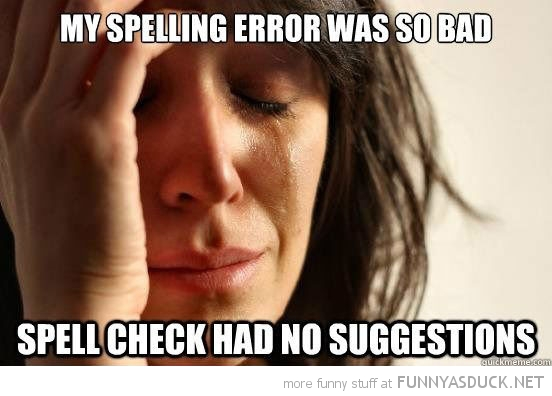 MY SPELLING ERROR WAS SO BAD
SPELL CHECK HAD NO SUGGESTIONS
quickmeme.com
more funny stuff at FUNNYASDUCK.NET